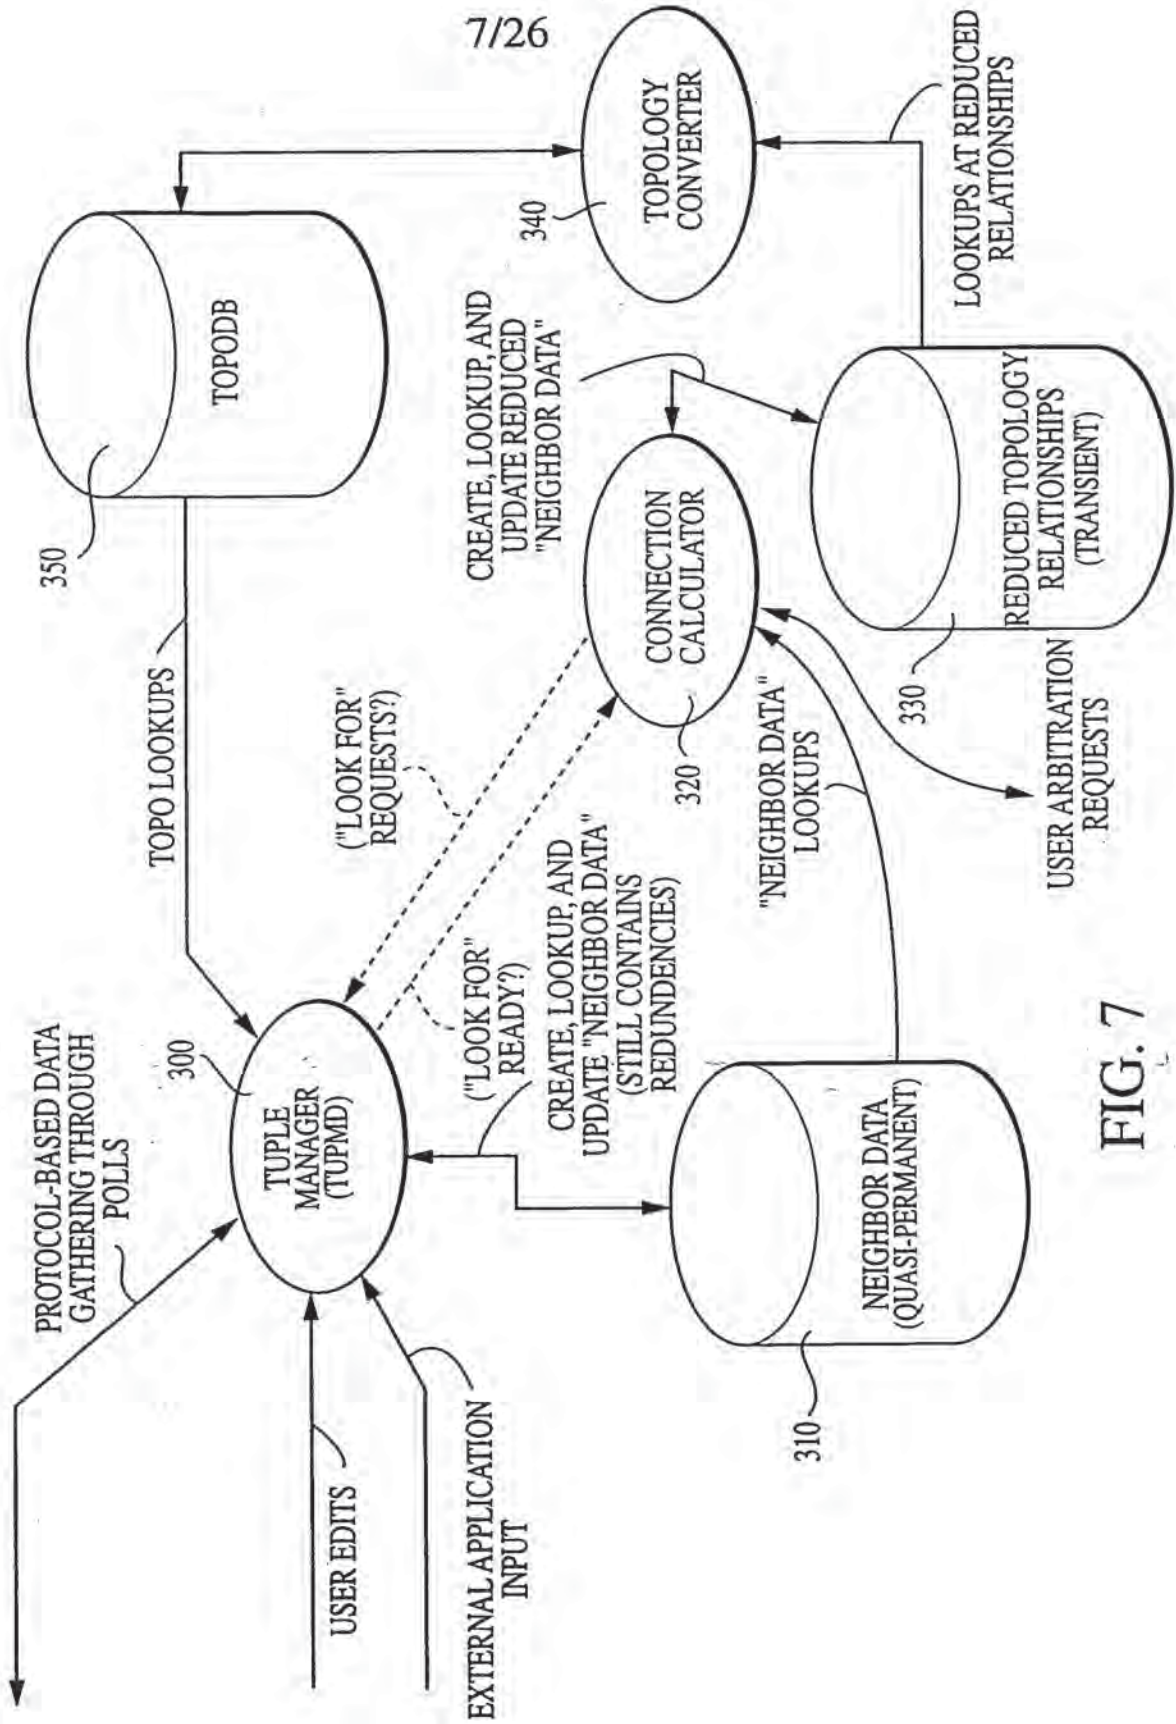 7/26
PROTOCOL-BASED DATA
GATHERING THROUGH
POLLS
USER EDITS
EXTERNAL APPLICATION
INPUT
300
TUPLE
MANAGER
(TUPMD)
TOPO LOOKUPS
350
TOPODB
("LOOK FOR"
REQUESTS?)
("LOOK FOR"
READY?)
CREATE, LOOKUP, AND
UPDATE "NEIGHBOR DATA"
(STILL CONTAINS
REDUNDENCIES)
310
NEIGHBOR DATA
(QUASI-PERMANENT)
"NEIGHBOR DATA"
LOOKUPS
320
CONNECTION
CALCULATOR
CREATE, LOOKUP, AND
UPDATE REDUCED
"NEIGHBOR DATA"
340
TOPOLOGY
CONVERTER
USER ARBITRATION
REQUESTS
330
REDUCED TOPOLOGY
RELATIONSHIPS
(TRANSIENT)
LOOKUPS AT REDUCED
RELATIONSHIPS
FIG. 7